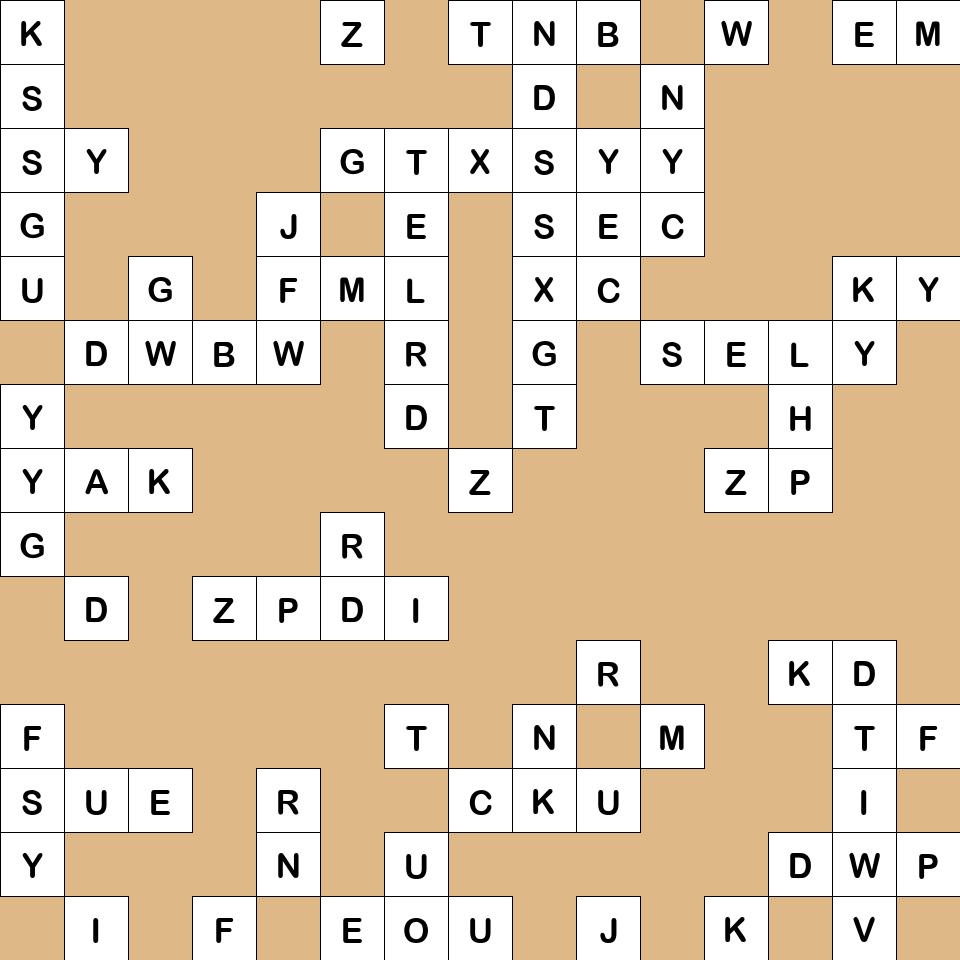 K Z T N B W E M
S D N
S Y G T X S Y Y
G J E S E C
U G F M L X C K Y
D W B W R G S E L Y
Y D T H
Y A K Z Z P
G R
D Z P D I
R K D
F T N M T F
S U E R C K U I
Y N U D W P
I F E O U J K V